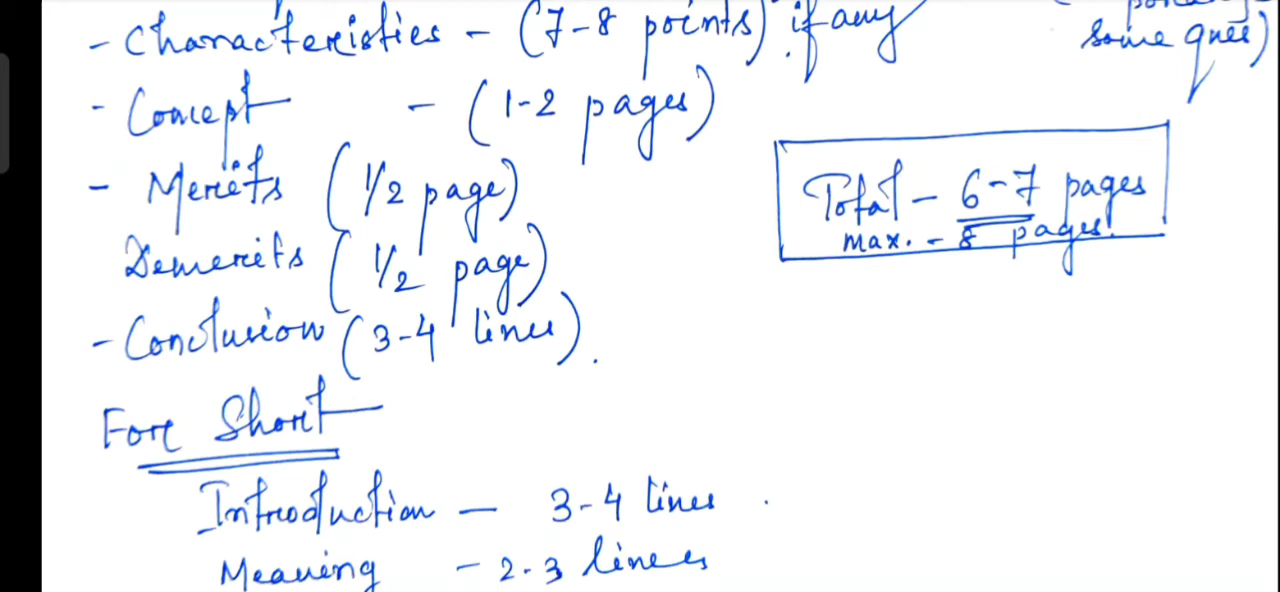 - Characteristics - (7-8 points) if any
some ques)
- Concept - (1-2 pages)
- Merits (1/2 page)
Demerits (1/2 page)
- Conclusion (3-4 lines).
Total - 6-7 pages
max. - 8 pages!
For Short
Introduction - 3-4 lines
Meaning - 2-3 lines